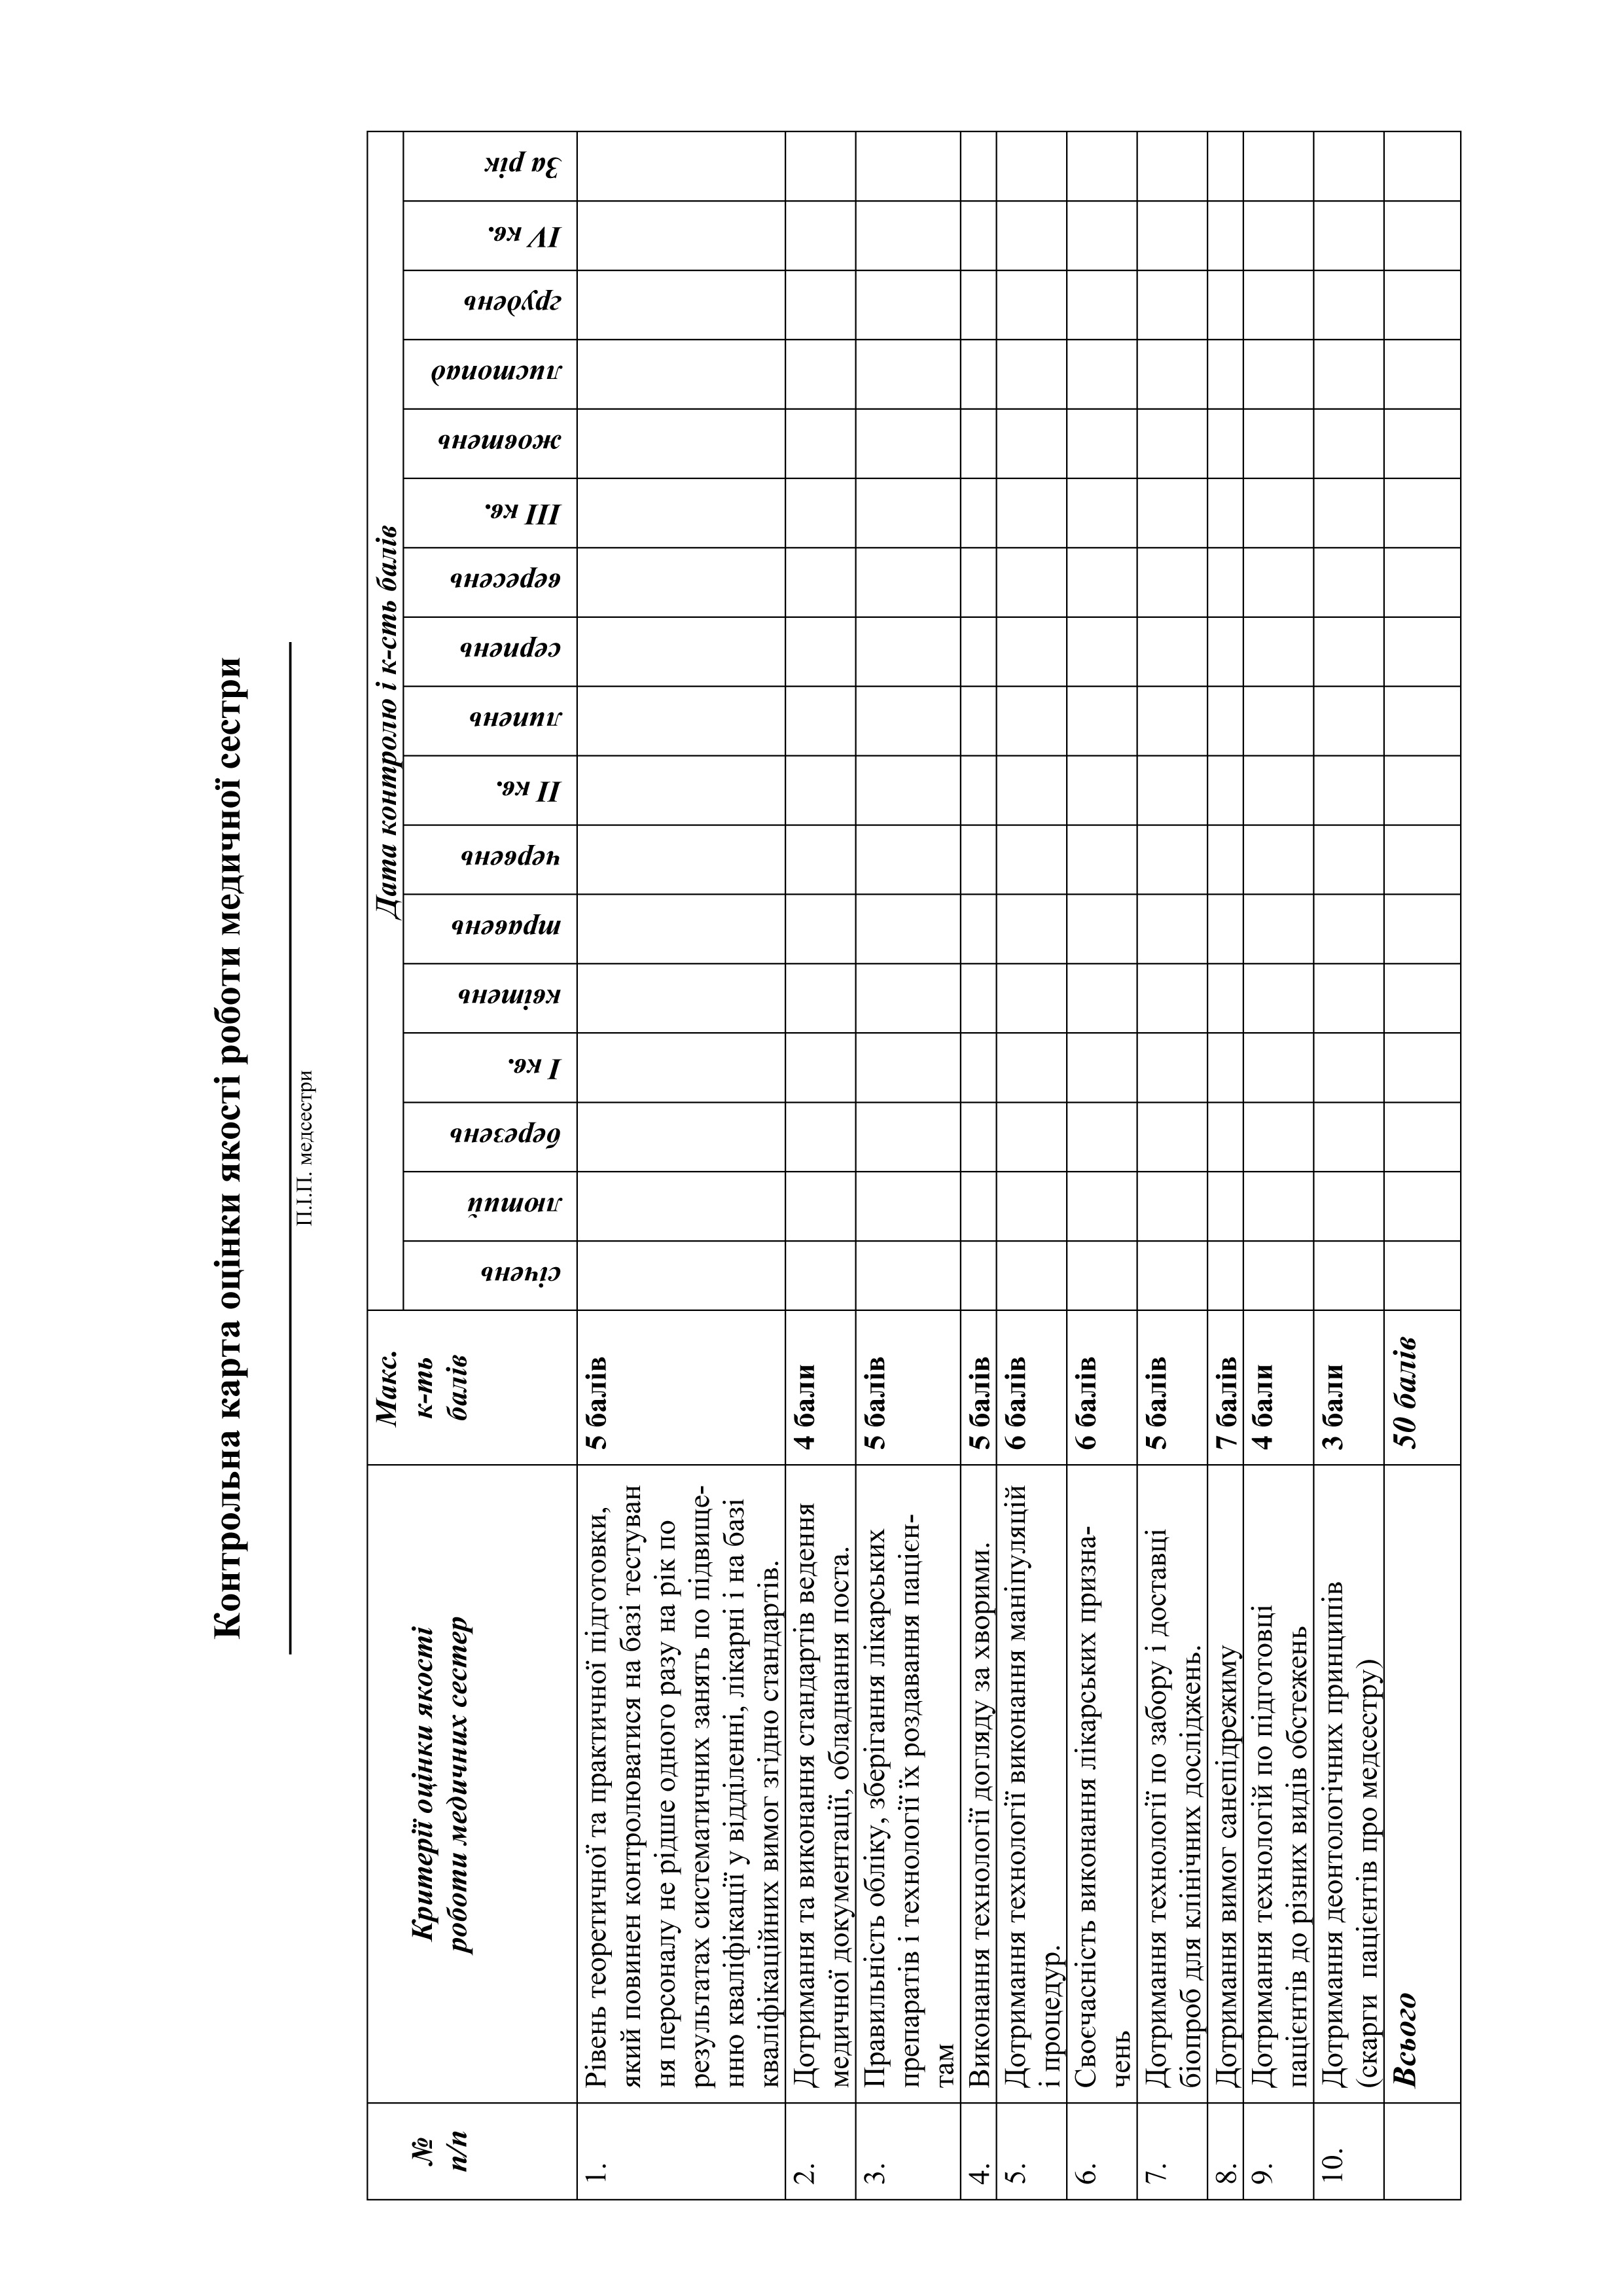 Контрольна карта оцінки якості роботи медичної сестри
П.І.П. медсестри
№
п/п
Критерії оцінки якості
роботи медичних сестер
Макс.
к-ть
балів
Дата контролю і к-сть балів
січень
лютий
березень
І кв.
квітень
травень
червень
ІІ кв.
липень
серпень
вересень
ІІІ кв.
жовтень
листопад
грудень
ІV кв.
За рік
1.
Рівень теоретичної та практичної підготовки,
який повинен контролюватися на базі тестуван
ня персоналу не рідше одного разу на рік по
результатах систематичних занять по підвище-
нню кваліфікації у відділенні, лікарні і на базі
кваліфікаційних вимог згідно стандартів.
5 балів
2.
Дотримання та виконання стандартів ведення
медичної документації, обладнання поста.
4 бали
3.
Правильність обліку, зберігання лікарських
препаратів і технології їх роздавання пацієн-
там
5 балів
4.
Виконання технології догляду за хворими.
5 балів
5.
Дотримання технології виконання маніпуляцій
і процедур.
6 балів
6.
Своєчасність виконання лікарських призна-
чень
6 балів
7.
Дотримання технології по забору і доставці
біопроб для клінічних досліджень.
5 балів
8.
Дотримання вимог санепідрежиму
7 балів
9.
Дотримання технологій по підготовці
пацієнтів до різних видів обстежень
4 бали
10.
Дотримання деонтологічних принципів
(скарги пацієнтів про медсестру)
3 бали
Всього
50 балів